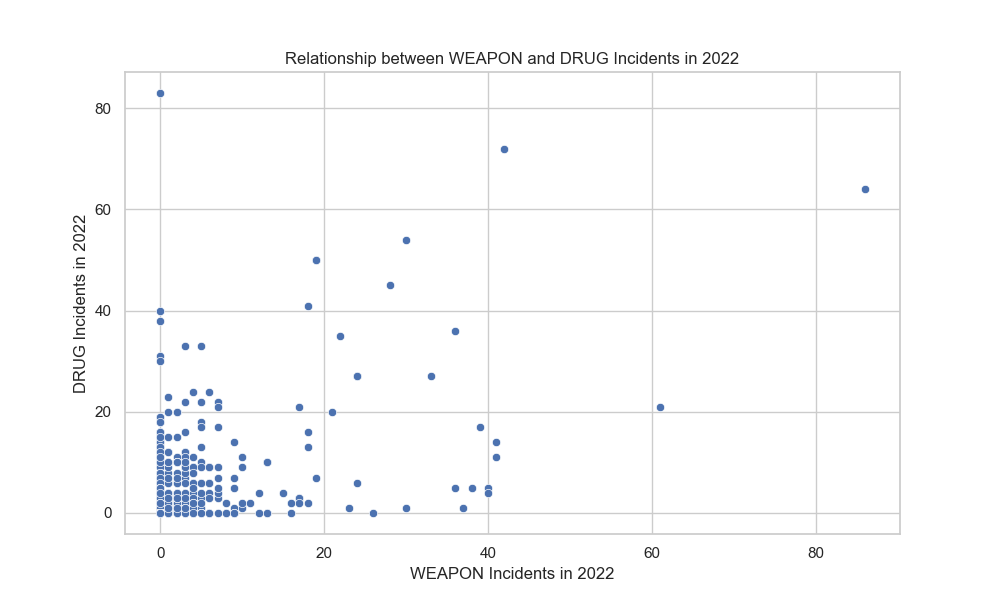 Relationship between WEAPON and DRUG Incidents in 2022
80
60
40
20
0
DRUG Incidents in 2022
0 20 40 60 80
WEAPON Incidents in 2022